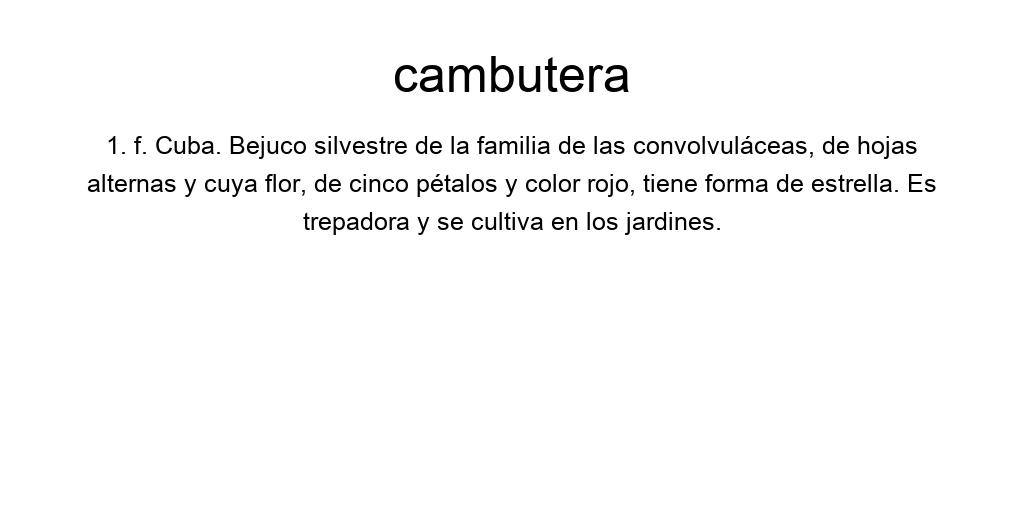 cambutera
1. f. Cuba. Bejuco silvestre de la familia de las convolvuláceas, de hojas
alternas y cuya flor, de cinco pétalos y color rojo, tiene forma de estrella. Es
trepadora y se cultiva en los jardines.